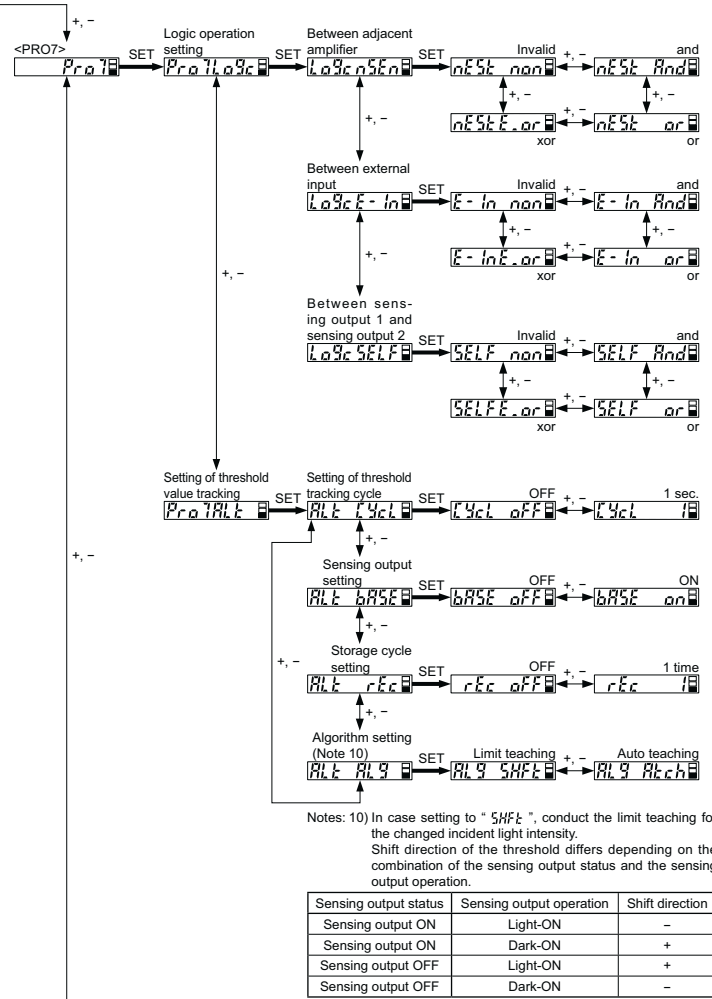 +, −
<PRO7>
Pro7
SET
Logic operation
setting
Pro7Logc
SET
Between adjacent
amplifier
LogcnSEn
SET
Invalid
nESt non
+, −
and
nESt And
+, −
+, −
nEStE.or
xor
+, −
nESt or
or
+, −
Between external
input
LogcE-In
SET
Invalid
E-In non
+, −
and
E-In And
+, −
+, −
E-InE.or
xor
+, −
E-In or
or
+, −
+, −
Between sens-
ing output 1 and
sensing output 2
LogcSELF
SET
Invalid
SELF non
+, −
and
SELF And
+, −
+, −
SELFE.or
xor
+, −
SELF or
or
Setting of threshold
value tracking
Pro7ALt
SET
Setting of threshold
tracking cycle
ALt CYcL
SET
OFF
CYcL oFF
+, −
1 sec.
CYcL 1
+, −
+, −
Sensing output
setting
ALt bASE
SET
OFF
bASE oFF
+, −
ON
bASE on
+, −
+, −
Storage cycle
setting
ALt rEc
SET
OFF
rEc oFF
+, −
1 time
rEc 1
+, −
Algorithm setting
(Note 10)
ALt ALg
SET
Limit teaching
ALg SHFt
+, −
Auto teaching
ALg Atch
Notes: 10) In case setting to “ SHFt ”, conduct the limit teaching fo
the changed incident light intensity.
Shift direction of the threshold differs depending on the
combination of the sensing output status and the sensing
output operation.
Sensing output status Sensing output operation Shift direction
Sensing output ON Light-ON −
Sensing output ON Dark-ON +
Sensing output OFF Light-ON +
Sensing output OFF Dark-ON −